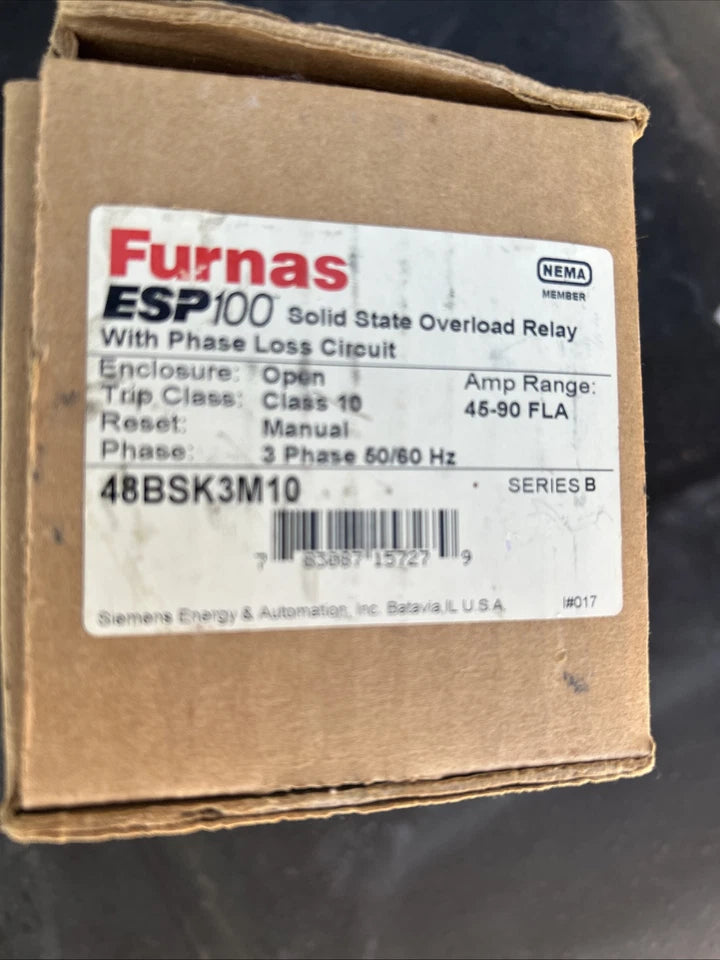 Furnas
NEMA
MEMBER
ESP100 Solid State Overload Relay
With Phase Loss Circuit
Enclosure: Open
Amp Range:
Trip Class: Class 10
45-90 FLA
Reset: Manual
Phase: 3 Phase 50/60 Hz
48BSK3M10
SERIES B
7 83087 15727 9
Siemens Energy & Automation, Inc. Batavia, IL U.S.A.
I#017